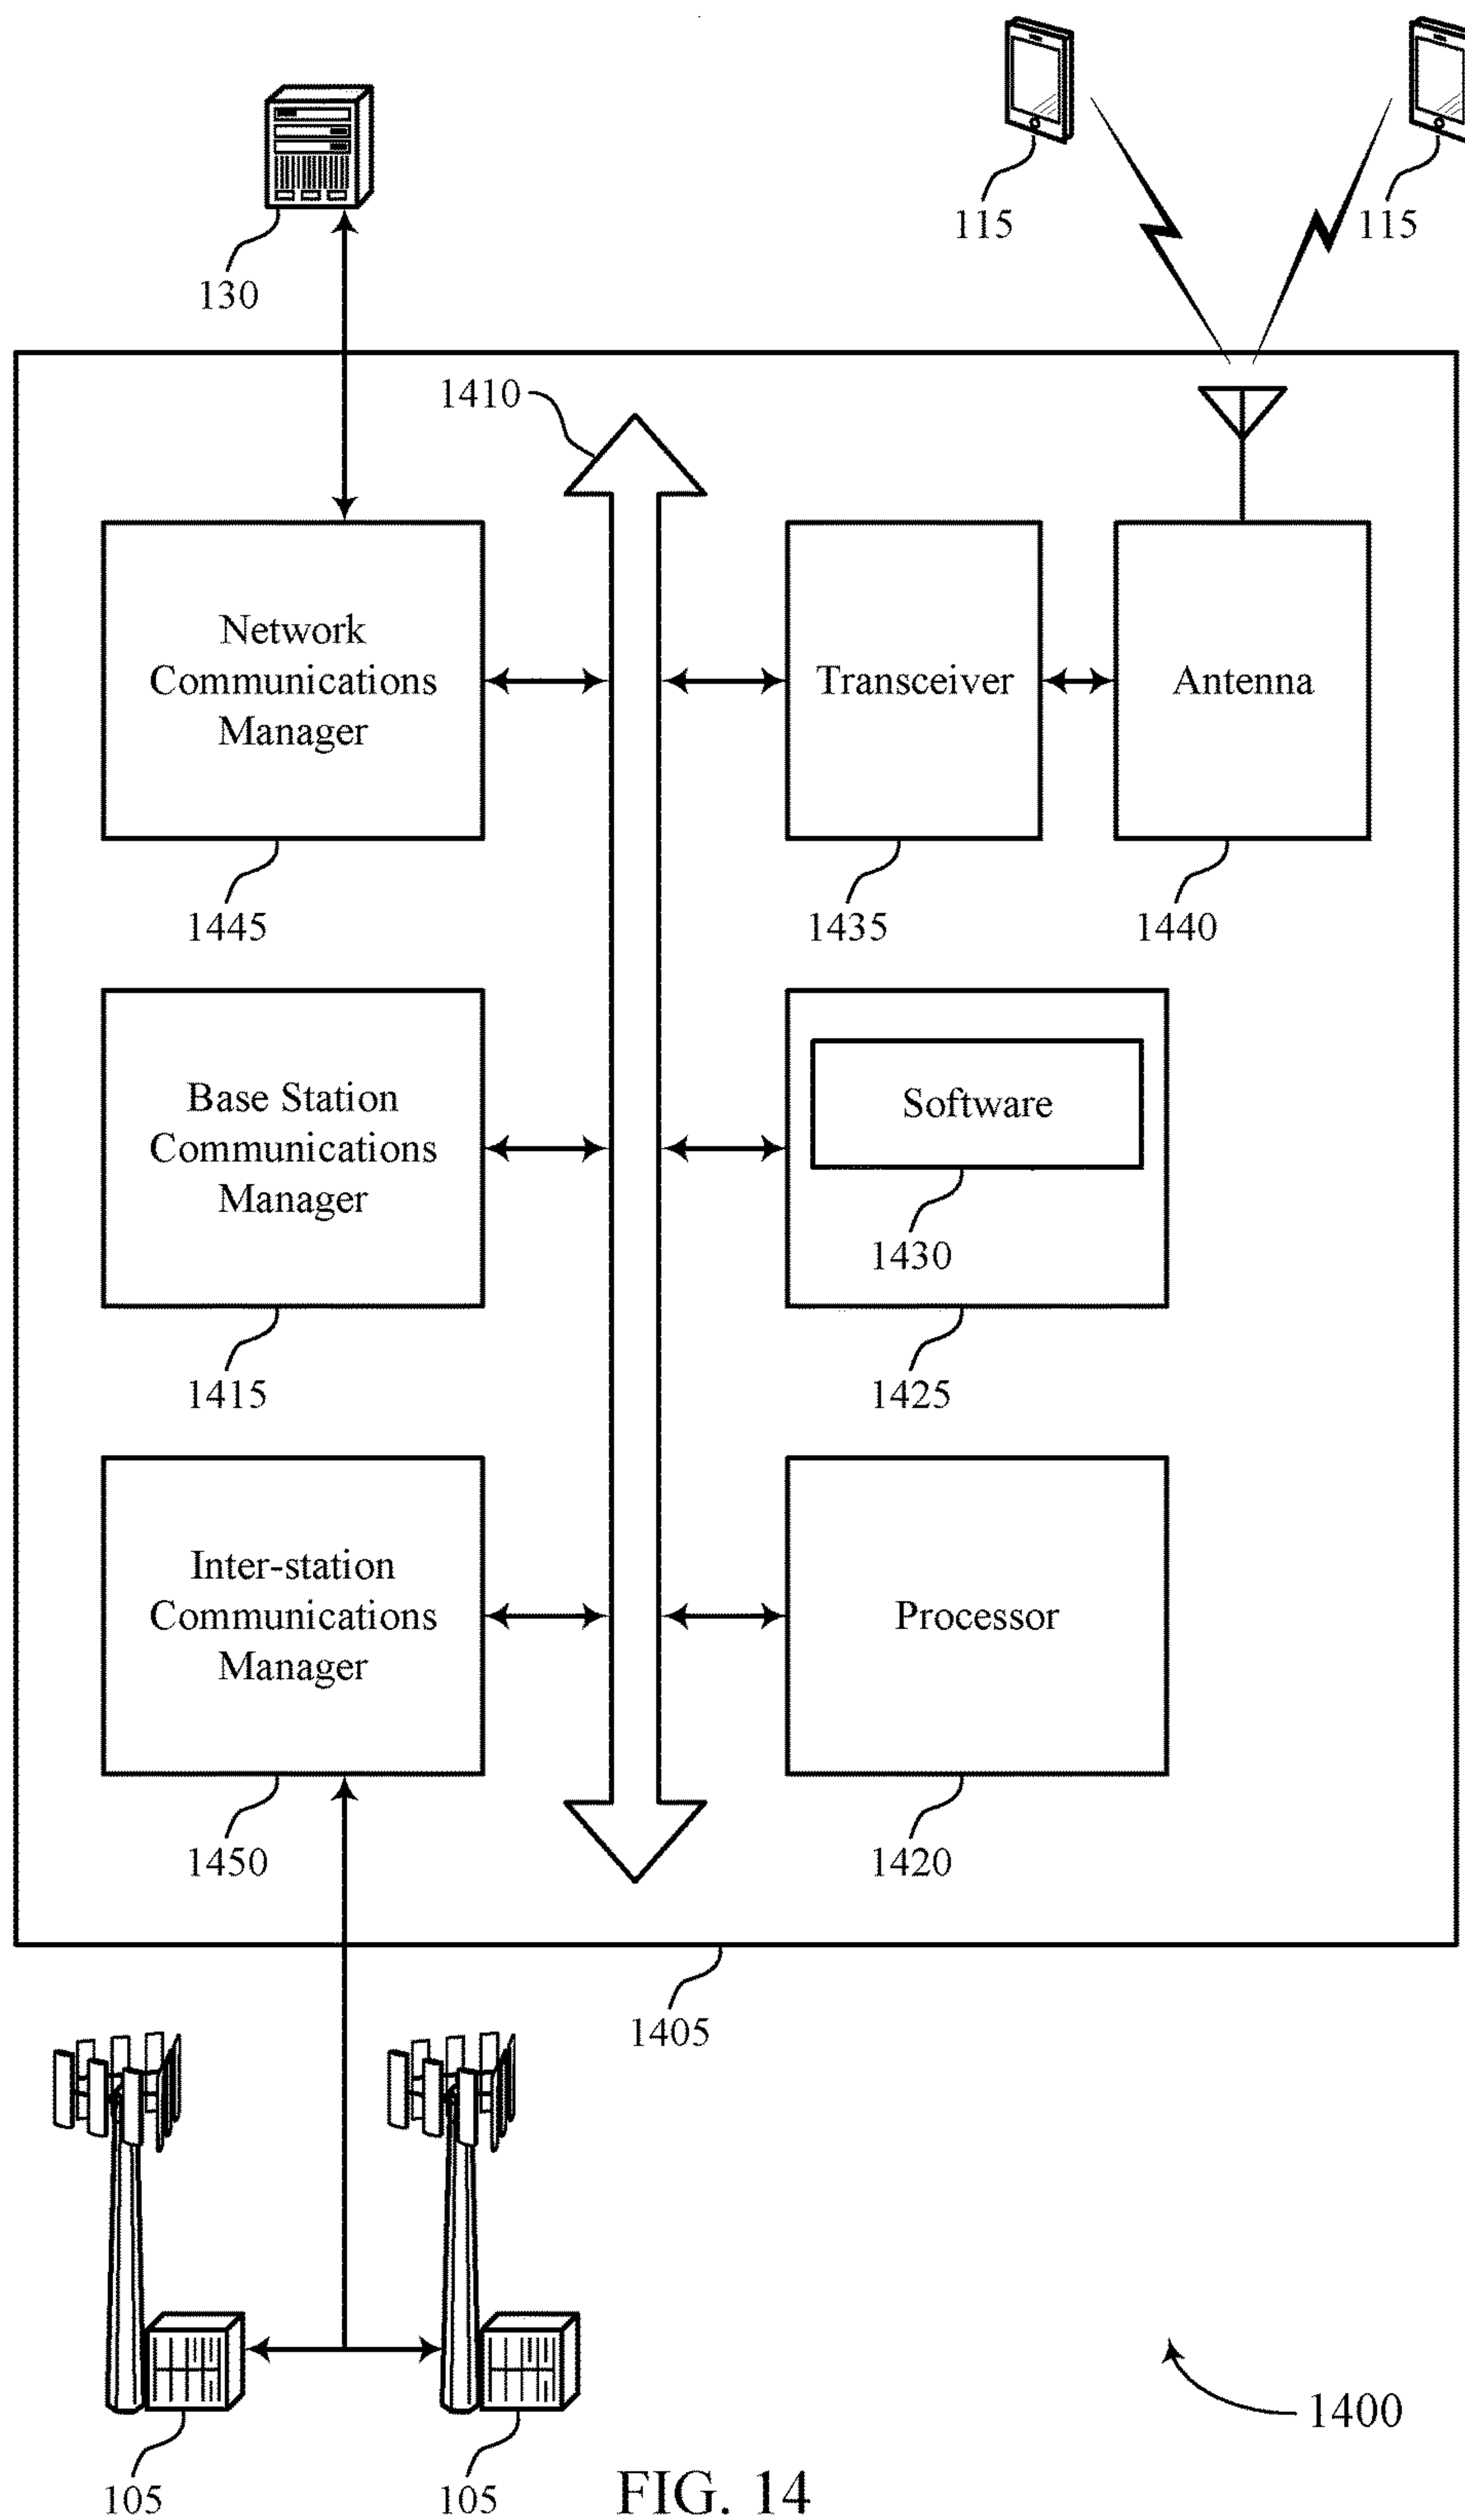 115
115
130
1410
Network
Communications
Manager
Transceiver
Antenna
1445
1435
1440
Base Station
Communications
Manager
Software
1430
1415
1425
Inter-station
Communications
Manager
Processor
1450
1420
1405
1400
105
105
FIG. 14